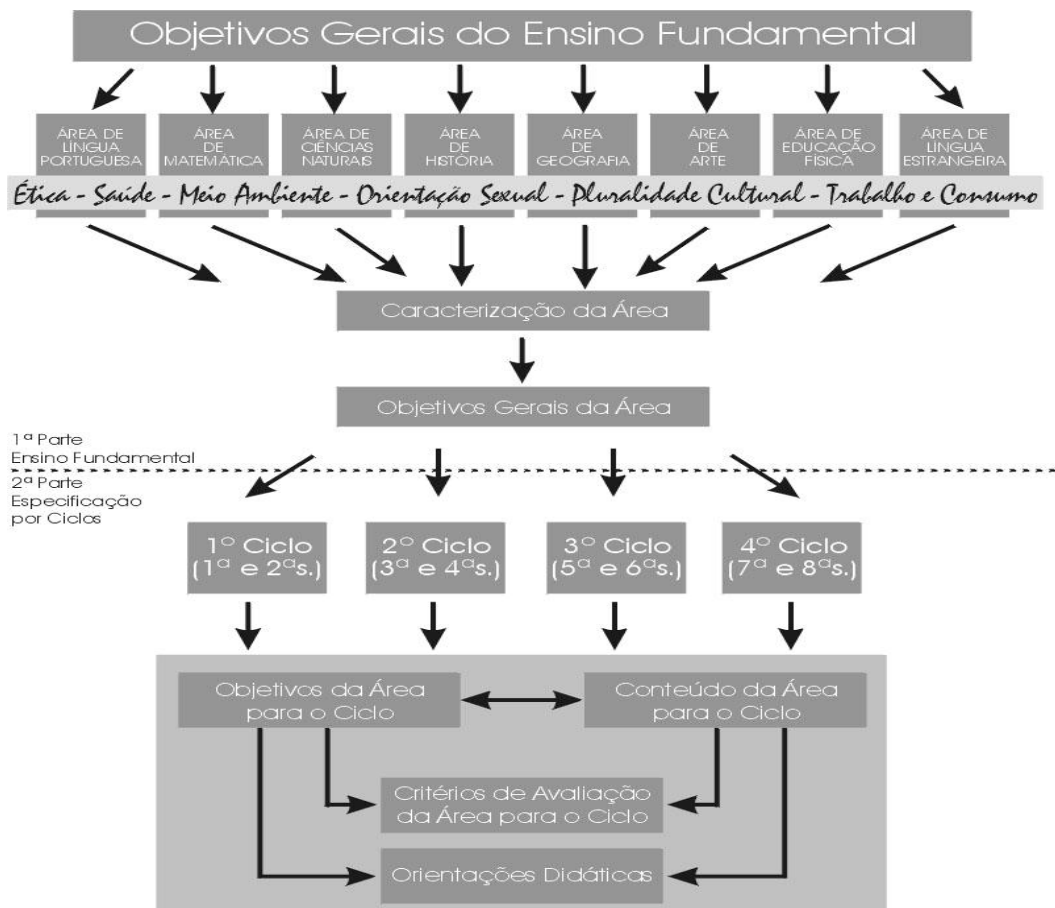 Objetivos Gerais do Ensino Fundamental
ÁREA DE
LÍNGUA
PORTUGUESA
ÁREA
DE
MATEMÁTICA
ÁREA DE
CIÊNCIAS
NATURAIS
ÁREA
DE
HISTÓRIA
ÁREA
DE
GEOGRAFIA
ÁREA
DE
ARTE
ÁREA DE
EDUCAÇÃO
FÍSICA
ÁREA DE
LÍNGUA
ESTRANGEIRA
Ética - Saúde - Meio Ambiente - Orientação Sexual - Pluralidade Cultural - Trabalho e Consumo
Caracterização da Área
Objetivos Gerais da Área
1ª Parte
Ensino Fundamental
2ª Parte
Especificação
por Ciclos
1º Ciclo
(1ª e 2ªs.)
2º Ciclo
(3ª e 4ªs.)
3º Ciclo
(5ª e 6ªs.)
4º Ciclo
(7ª e 8ªs.)
Objetivos da Área
para o Ciclo
Conteúdo da Área
para o Ciclo
Critérios de Avaliação
da Área para o Ciclo
Orientações Didáticas